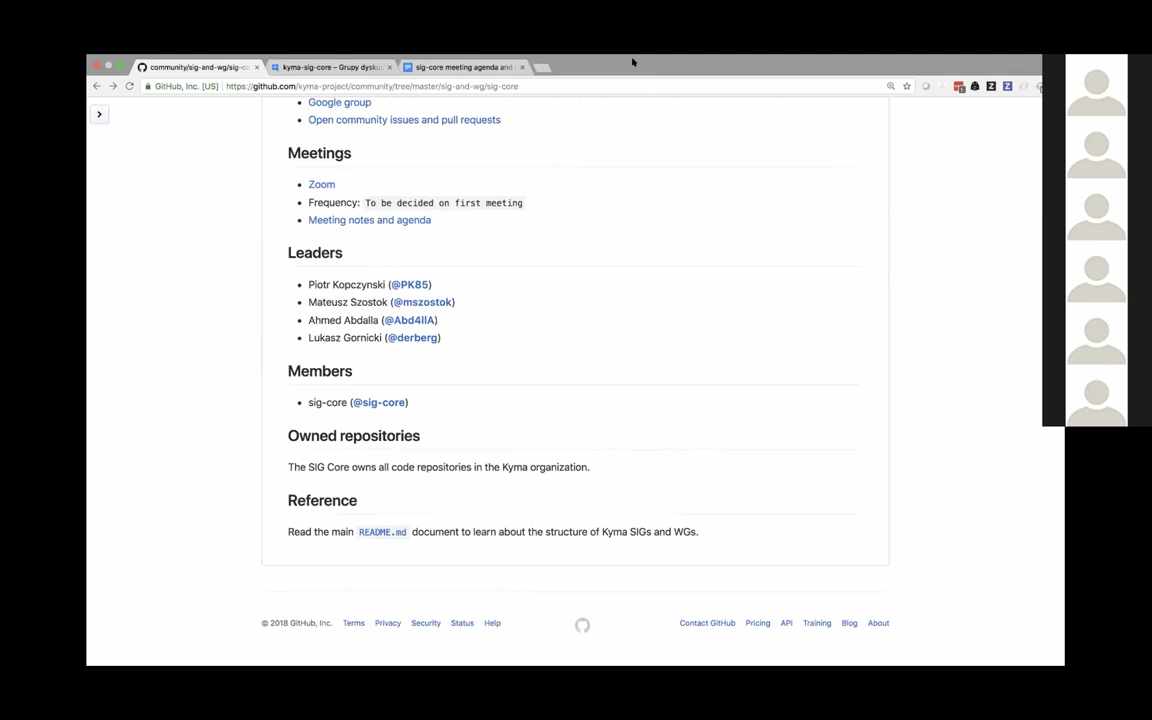 community/sig-and-wg/sig-co
kyma-sig-core – Grupy dysku
sig-core meeting agenda and
GitHub, Inc. [US]
https://github.com/kyma-project/community/tree/master/sig-and-wg/sig-core
Google group
Open community issues and pull requests
Meetings
Zoom
Frequency: To be decided on first meeting
Meeting notes and agenda
Leaders
Piotr Kopczynski (@PK85)
Mateusz Szostok (@mszostok)
Ahmed Abdalla (@Abd4llA)
Lukasz Gornicki (@derberg)
Members
sig-core (@sig-core)
Owned repositories
The SIG Core owns all code repositories in the Kyma organization.
Reference
Read the main README.md document to learn about the structure of Kyma SIGs and WGs.
© 2018 GitHub, Inc. Terms Privacy Security Status Help
Contact GitHub Pricing API Training Blog About